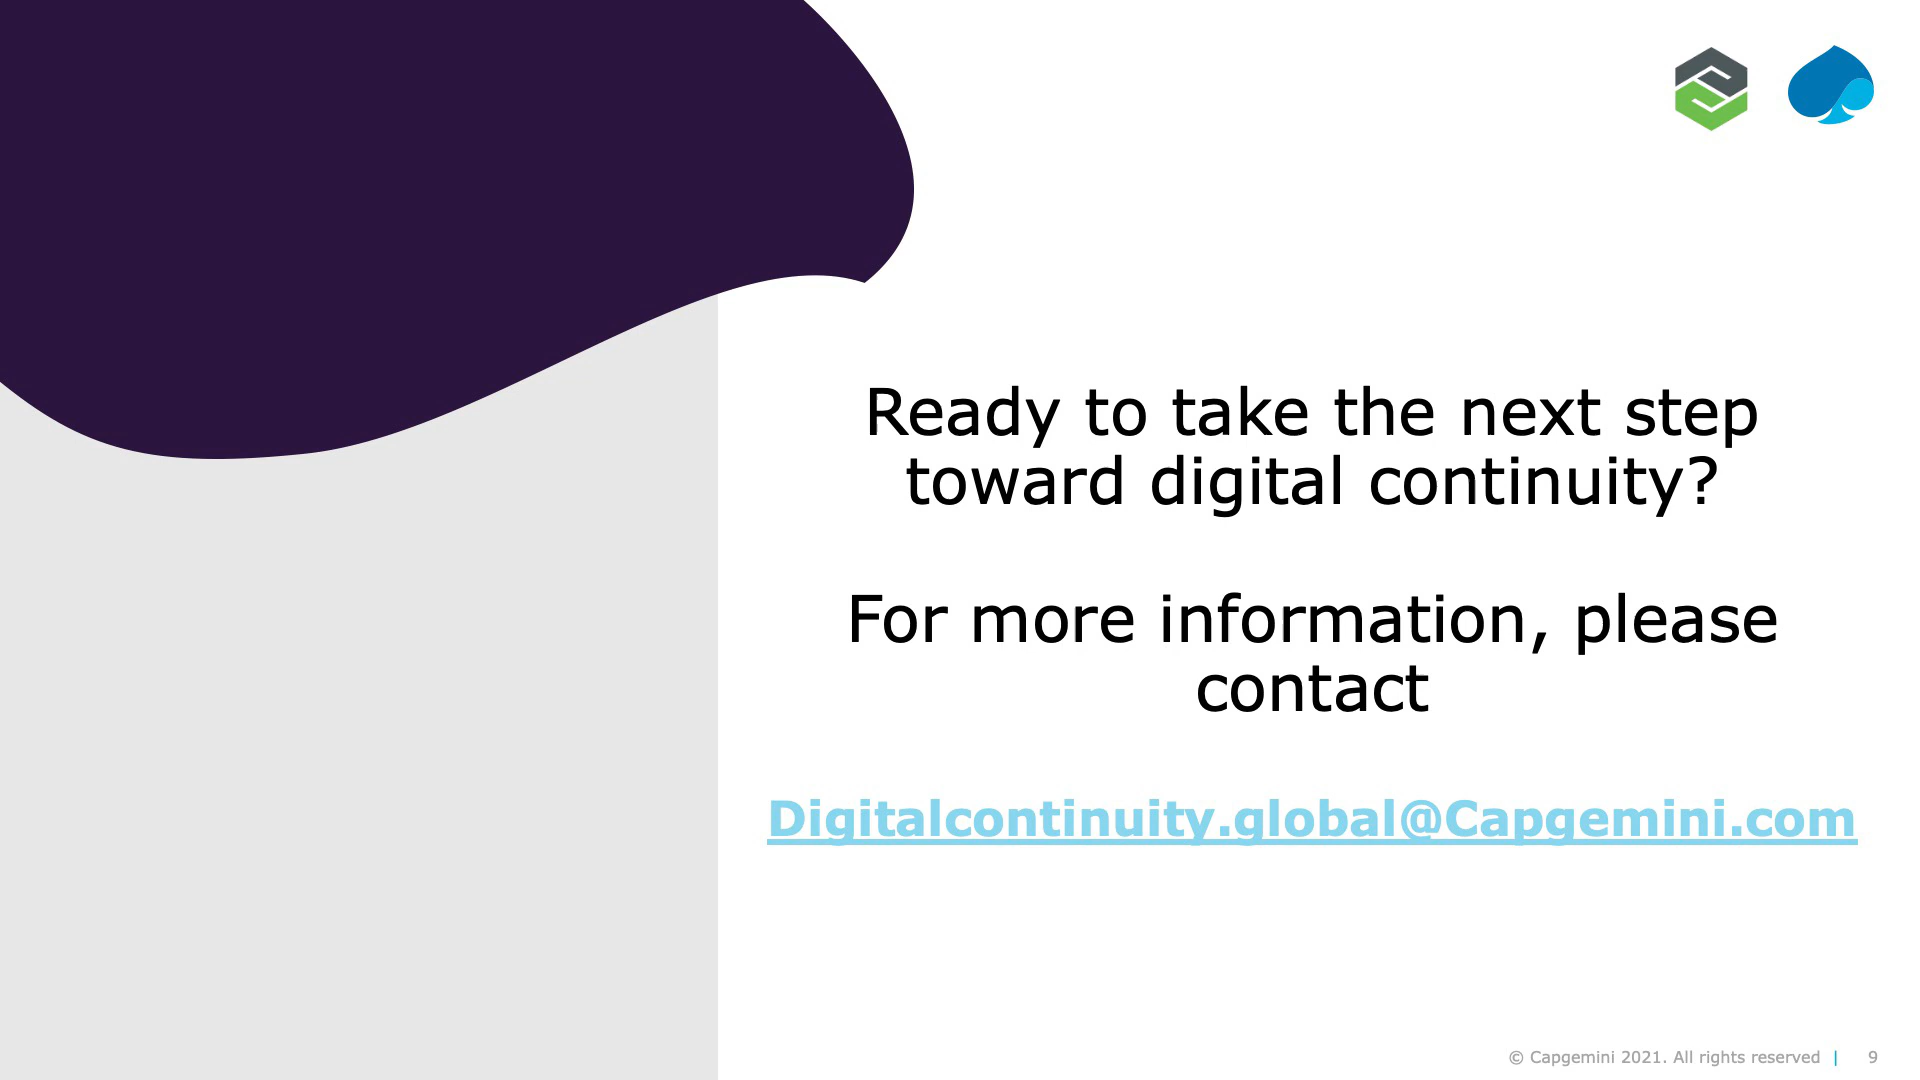 Ready to take the next step
toward digital continuity?
For more information, please
contact
Digitalcontinuity.global@Capgemini.com
© Capgemini 2021. All rights reserved | 9